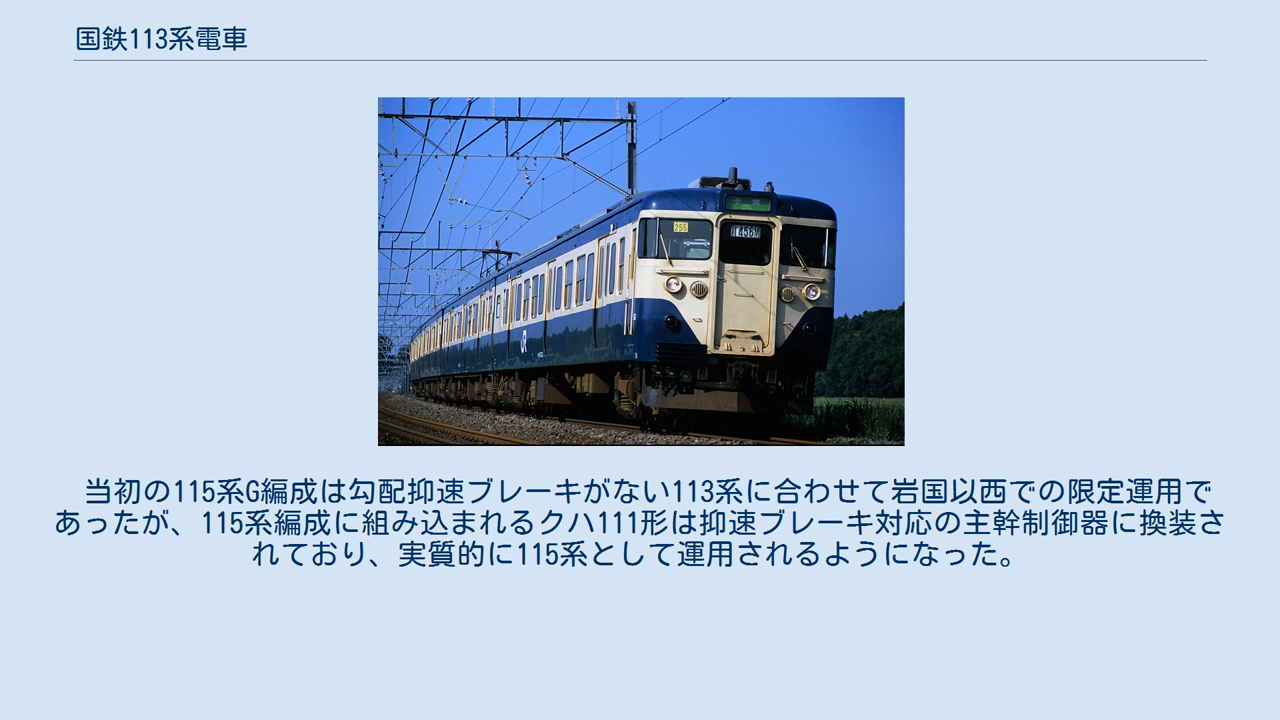 国鉄113系電車
255
1456M
JR
当初の115系G編成は勾配抑速ブレーキがない113系に合わせて岩国以西での限定運用で
あったが、115系編成に組み込まれるクハ111形は抑速ブレーキ対応の主幹制御器に換装さ
れており、実質的に115系として運用されるようになった。